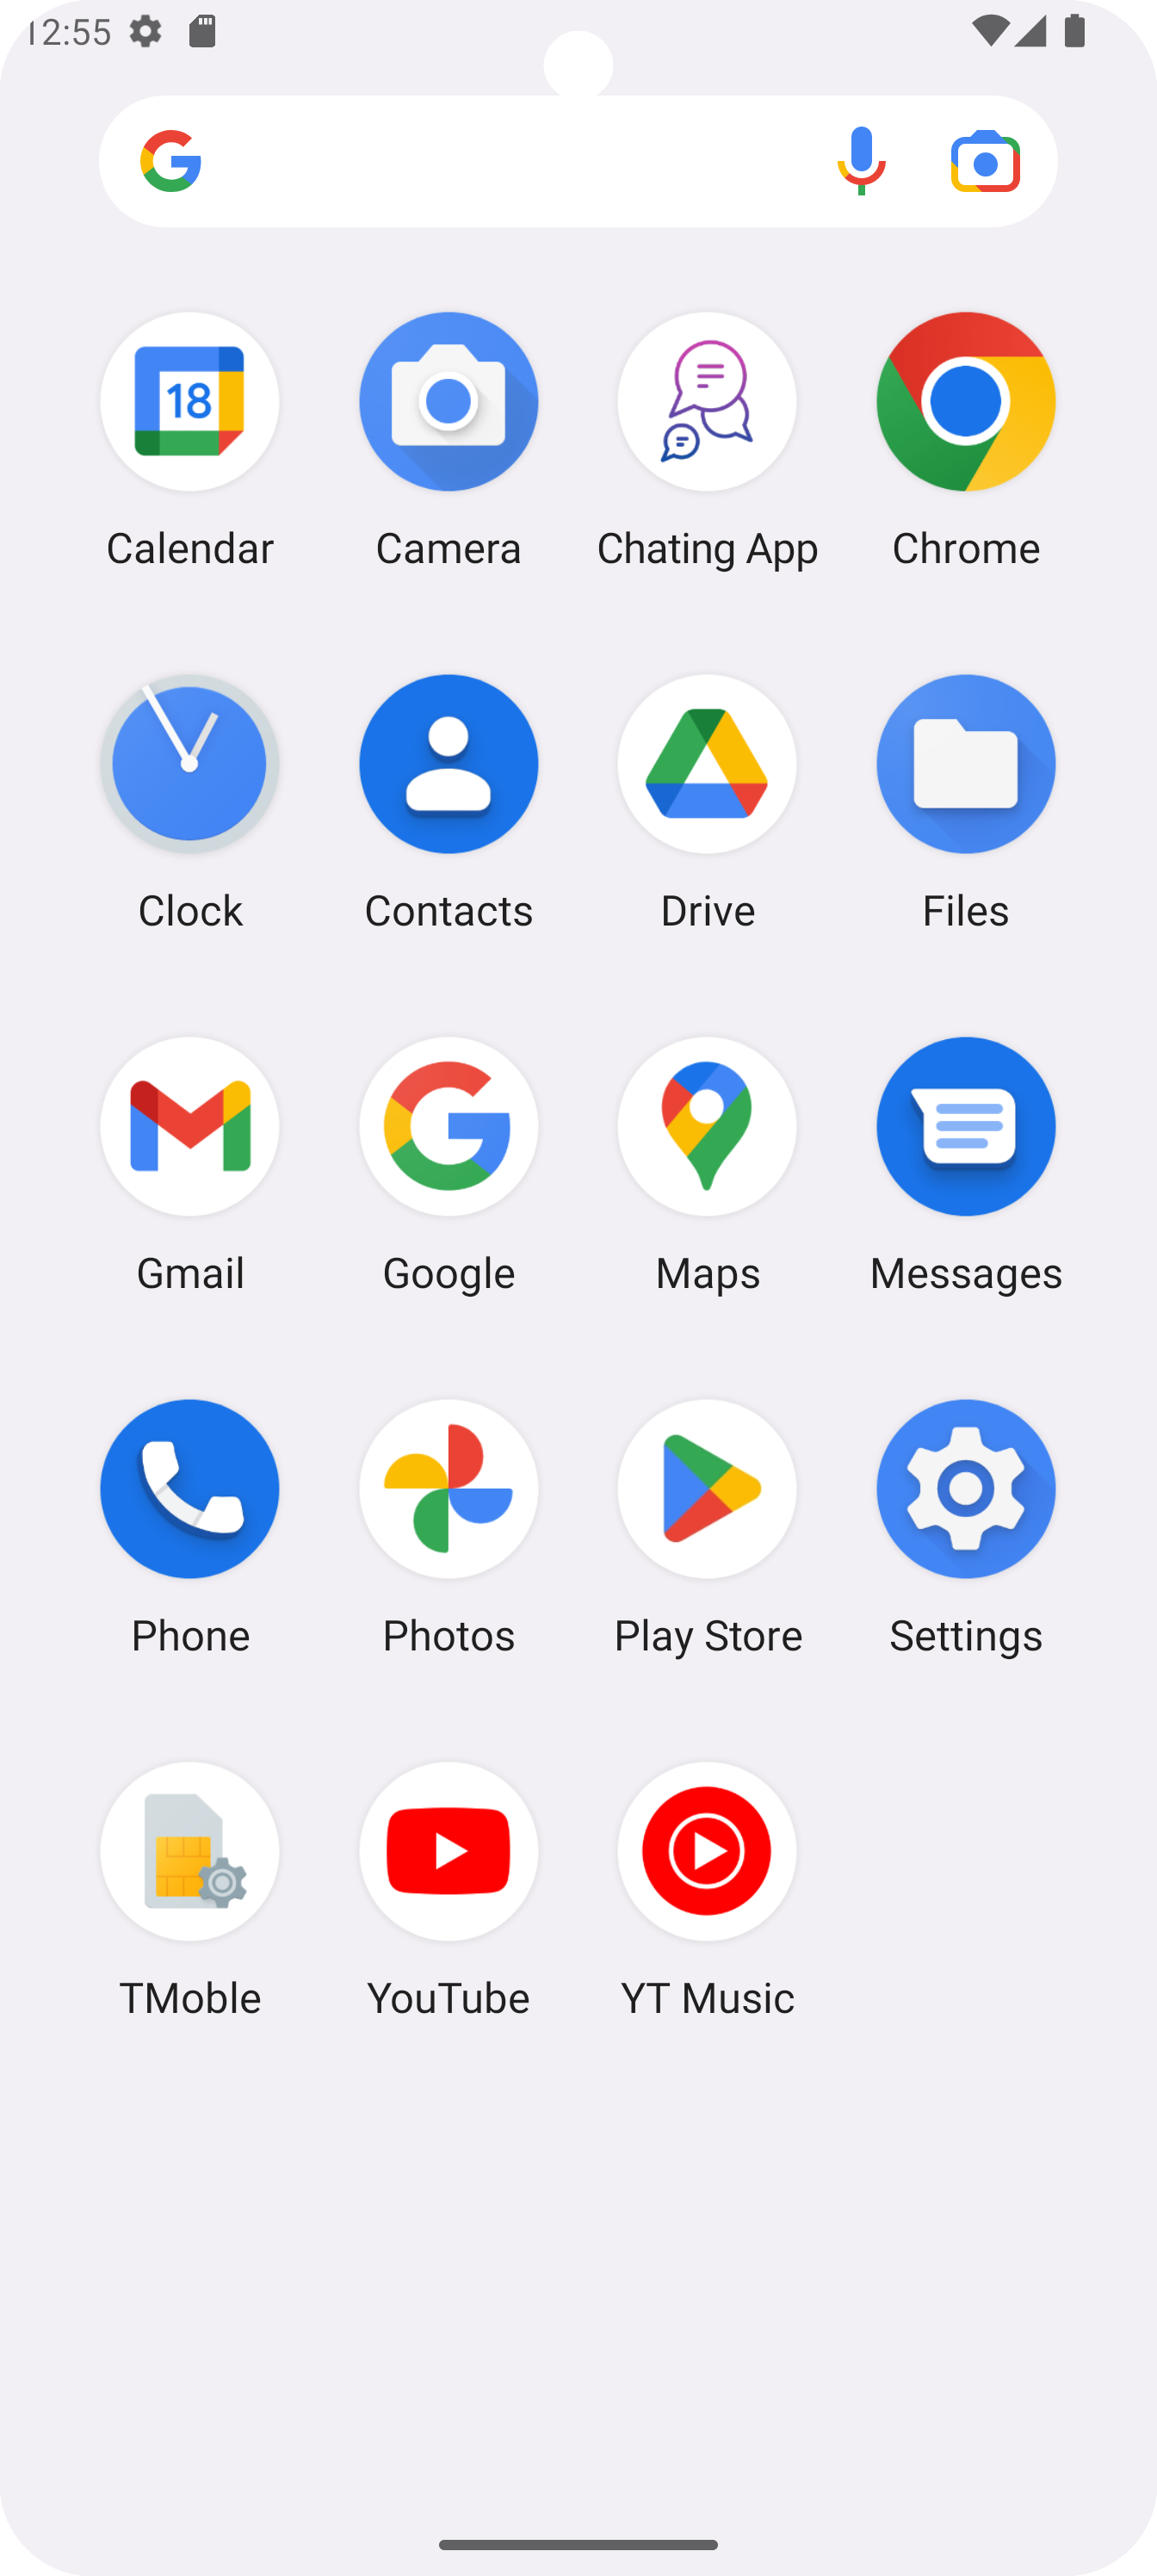 12:55
18
Calendar Camera Chating App Chrome
Clock Contacts Drive Files
Gmail Google Maps Messages
Phone Photos Play Store Settings
TMoble YouTube YT Music